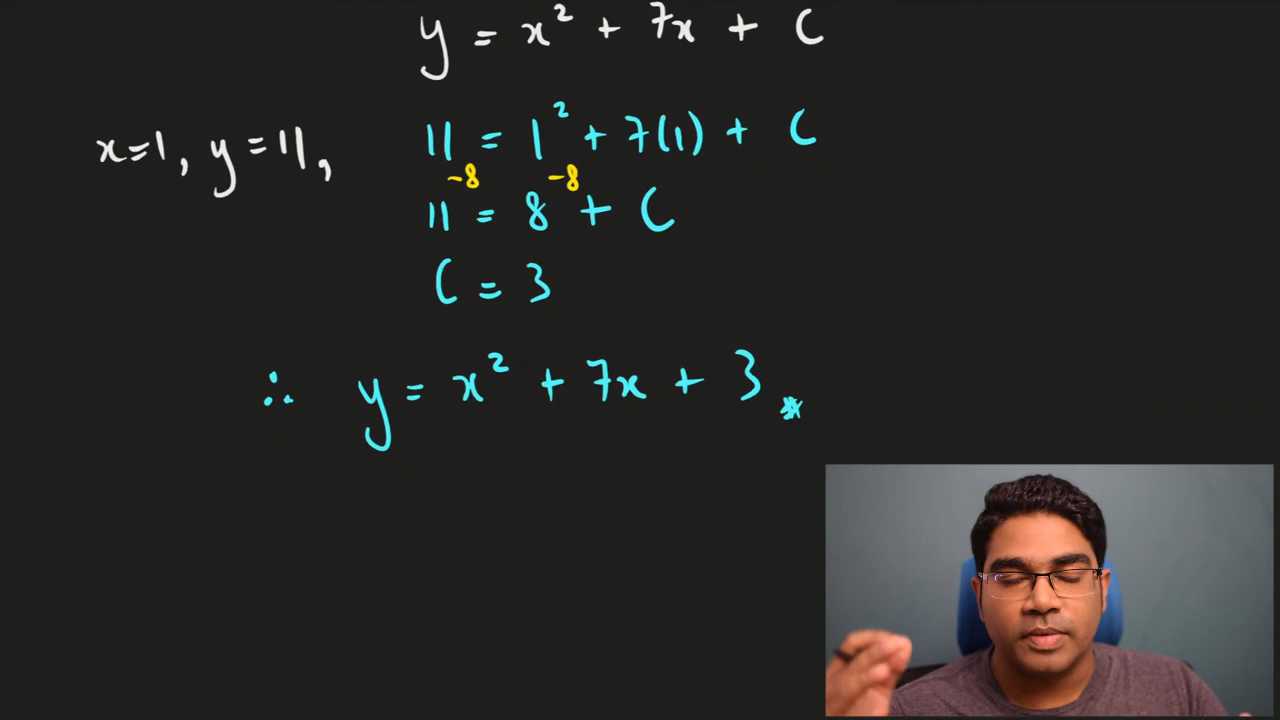 y = x² + 7x + C
x=1, y=11, 11 = 1² + 7(1) + C
-8 -8
11 = 8 + C
C = 3
∴ y = x² + 7x + 3 *